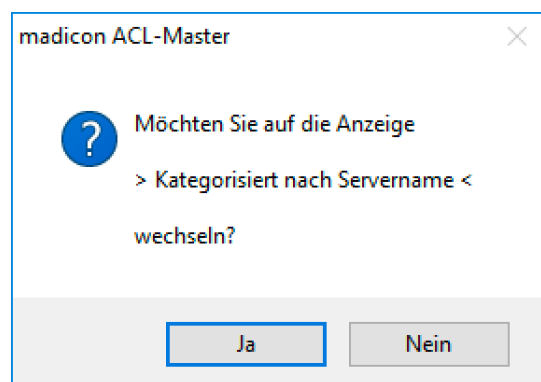 madicon ACL-Master
Möchten Sie auf die Anzeige
> Kategorisiert nach Servername <
wechseln?
Ja
Nein